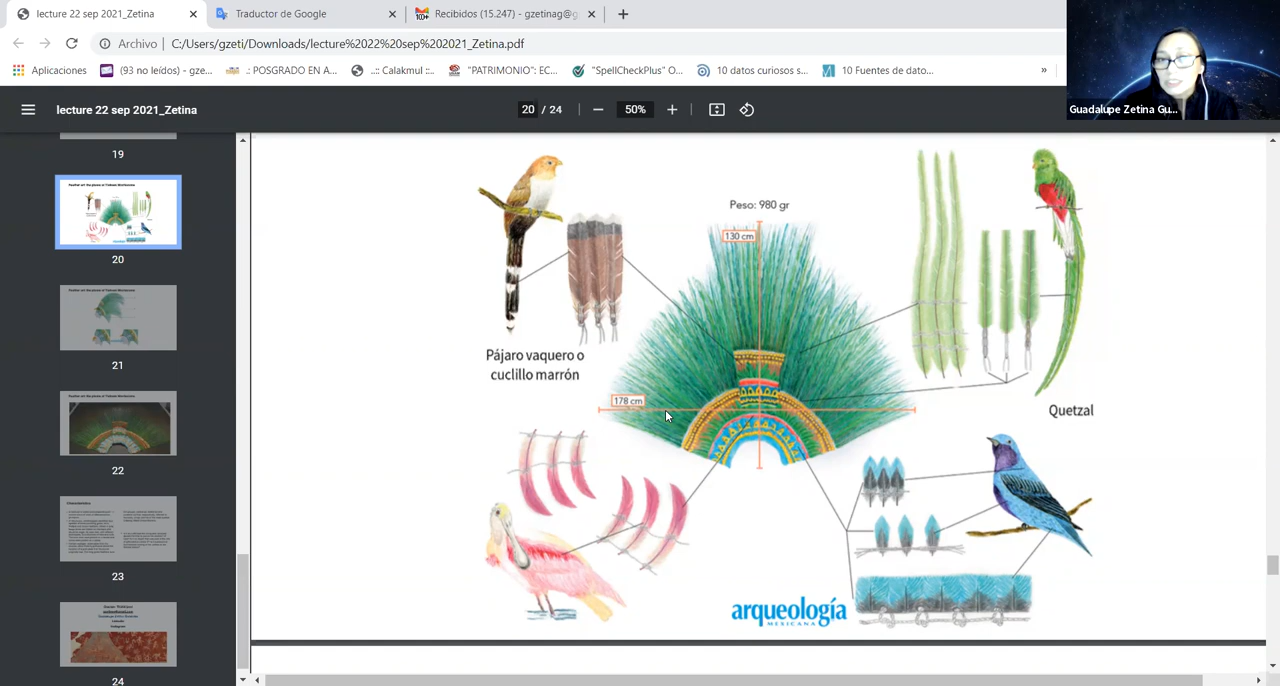 lecture 22 sep 2021_Zetina
Traductor de Google
Recibidos (15.247) - gzetinag@g
Archivo
C:/Users/gzeti/Downloads/lecture%2022%20sep%202021_Zetina.pdf
Aplicaciones
(93 no leídos) - gze...
.: POSGRADO EN A...
..:: Calakmul ::..
"PATRIMONIO": EC...
"SpellCheckPlus" O...
10 datos curiosos s...
10 Fuentes de dato...
»
Guadalupe Zetina Gu...
lecture 22 sep 2021_Zetina
20 / 24
50%
19
20
21
22
23
24
Peso: 980 gr
130 cm
178 cm
Pájaro vaquero o
cuclillo marrón
Quetzal
arqueología
MEXICANA